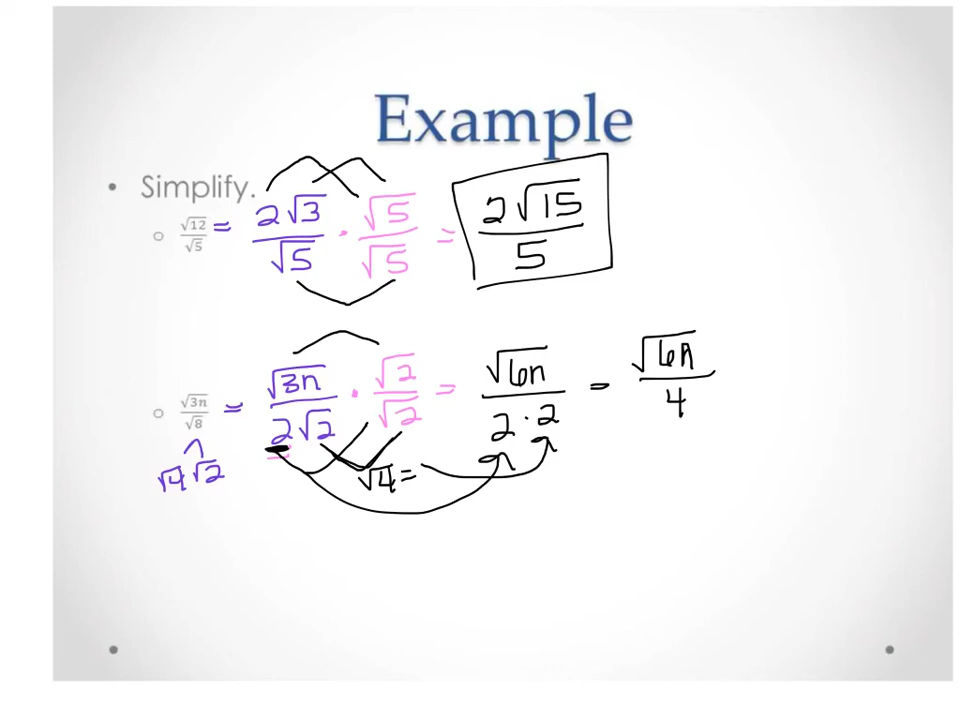 Example
• Simplify.
○ √12/√5 = 2√3/√5 · √5/√5 = 2√15/5
○ √3n/√8 = √3n/2√2 · √2/√2 = √6n/2·2 = √6n/4
√4 √2
√4 =